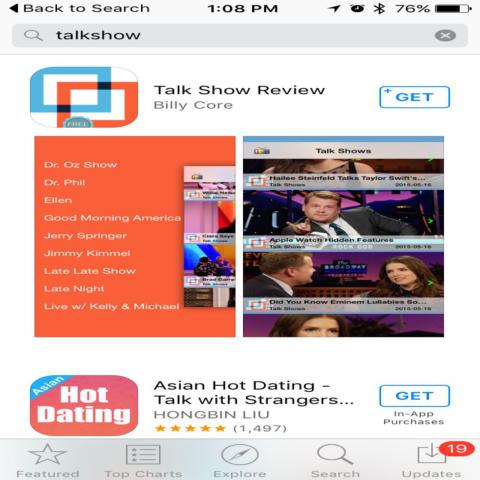 Back to Search 1:08 PM 76%
talkshow
Talk Show Review
Billy Core
GET
FREE
Dr. Oz Show
Dr. Phil
Ellen
Good Morning America
Jerry Springer
Jimmy Kimmel
Late Late Show
Late Night
Live w/ Kelly & Michael
Talk Shows
Hailee Steinfeld Talks Taylor Swift's...
Talk Shows 2015-05-16
Apple Watch Hidden Features
Talk Shows 2015-05-16
Did You Know Eminem Lullabies So...
Talk Shows 2015-05-16
Asian
Hot
Dating
Asian Hot Dating -
Talk with Strangers...
HONGBIN LIU
(1,497)
GET
In-App
Purchases
Featured Top Charts Explore Search Updates
19